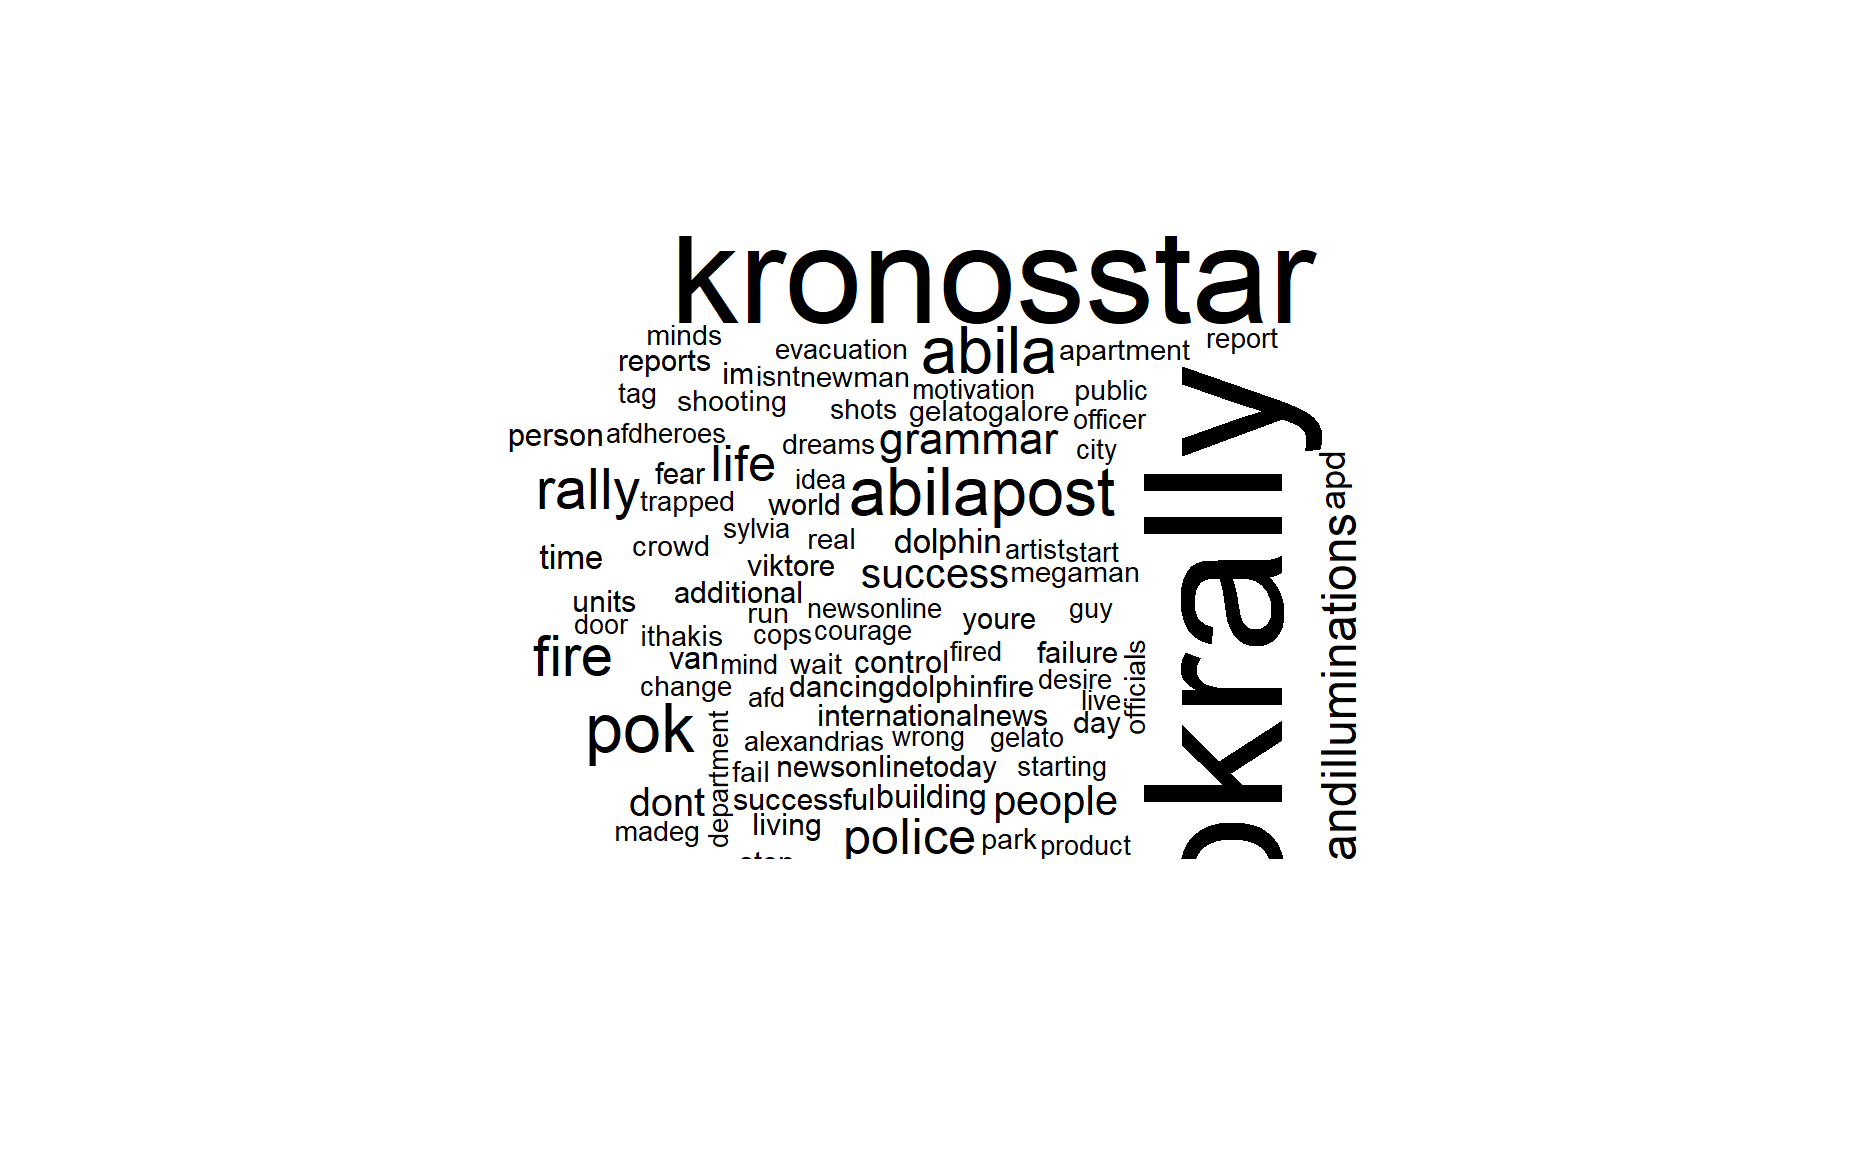 kronosstar
minds evacuation abila apartment report
reports im isnt newman motivation public
tag shooting shots gelatogalore officer
person afdheroes life dreams grammar city
rally fear trapped idea world abilapost
sylvia
time crowd real dolphin artist start
viktore success megaman
units additional
run newsonline youre guy
door ithakis cops courage
fire van mind wait control fired failure
change afd dancingdolphinfire desire
live
pok internationalnews day
alexandrias wrong gelato
fail newsonlinetoday starting
dont successful building people
madeg living police park product
department
officials
krally
andilluminations
apd